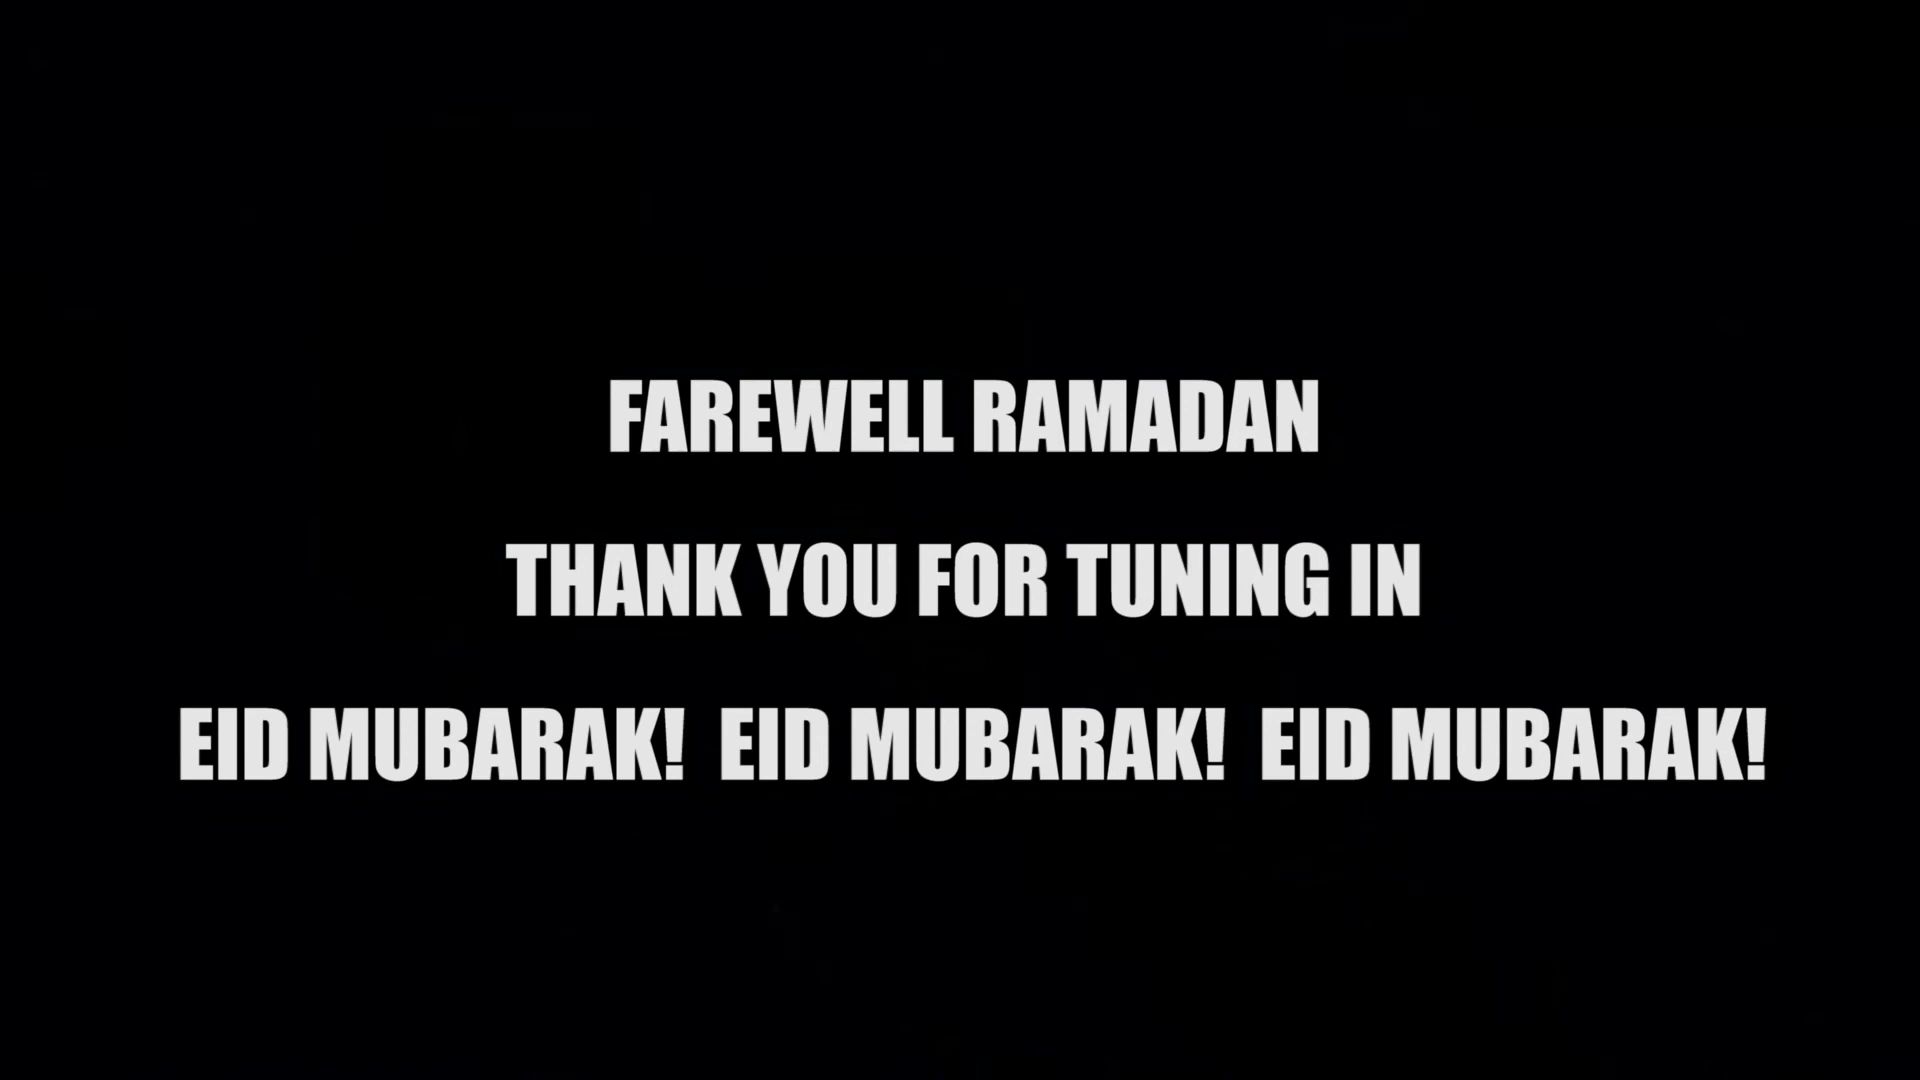 FAREWELL RAMADAN
THANK YOU FOR TUNING IN
EID MUBARAK!  EID MUBARAK!  EID MUBARAK!